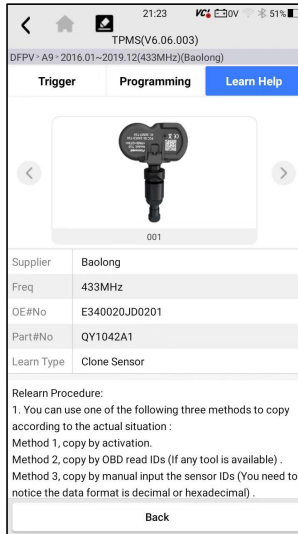 21:23 VC 0V 51%
TPMS(V6.06.003)
DFPV > A9 > 2016.01~2019.12(433MHz)(Baolong)
Trigger Programming Learn Help
001
Supplier Baolong
Freq 433MHz
OE#No E340020JD0201
Part#No QY1042A1
Learn Type Clone Sensor
Relearn Procedure:
1. You can use one of the following three methods to copy
according to the actual situation :
Method 1, copy by activation.
Method 2, copy by OBD read IDs (If any tool is available) .
Method 3, copy by manual input the sensor IDs (You need to
notice the data format is decimal or hexadecimal) .
Back